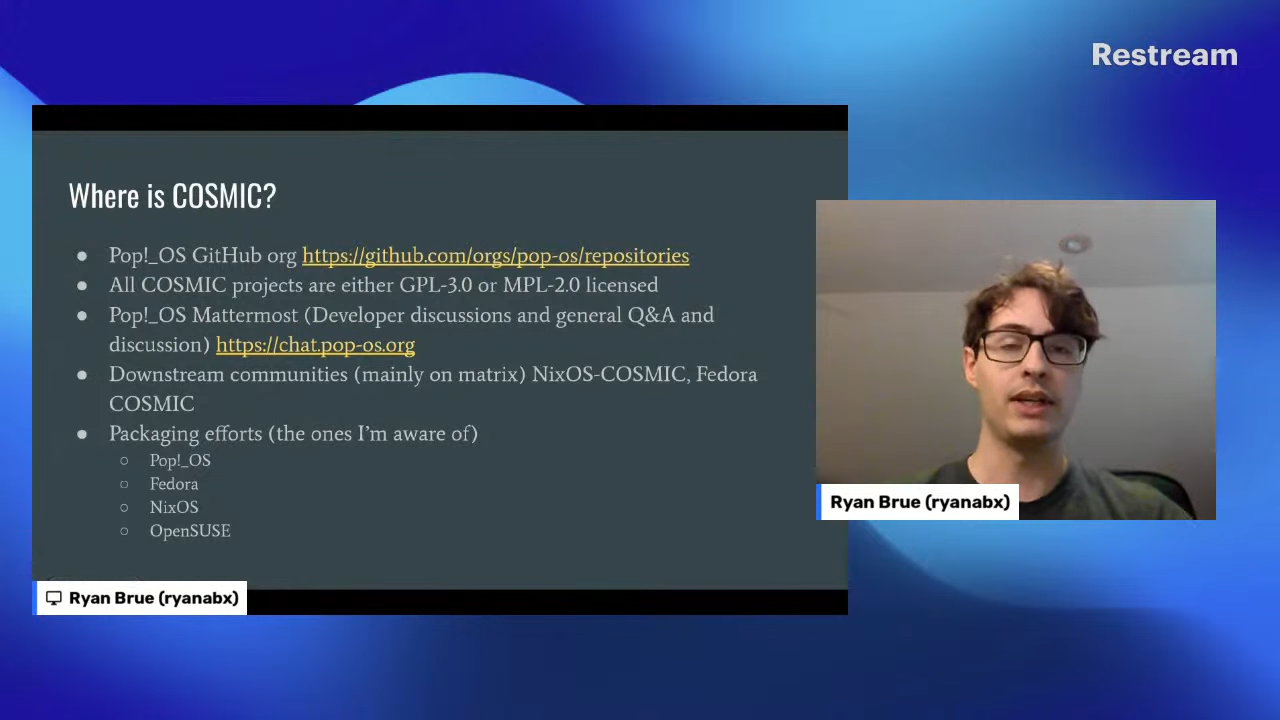 Restream
Where is COSMIC?
● Pop!_OS GitHub org https://github.com/orgs/pop-os/repositories
● All COSMIC projects are either GPL-3.0 or MPL-2.0 licensed
● Pop!_OS Mattermost (Developer discussions and general Q&A and
discussion) https://chat.pop-os.org
● Downstream communities (mainly on matrix) NixOS-COSMIC, Fedora
COSMIC
● Packaging efforts (the ones I’m aware of)
○ Pop!_OS
○ Fedora
○ NixOS
○ OpenSUSE
Ryan Brue (ryanabx)
Ryan Brue (ryanabx)